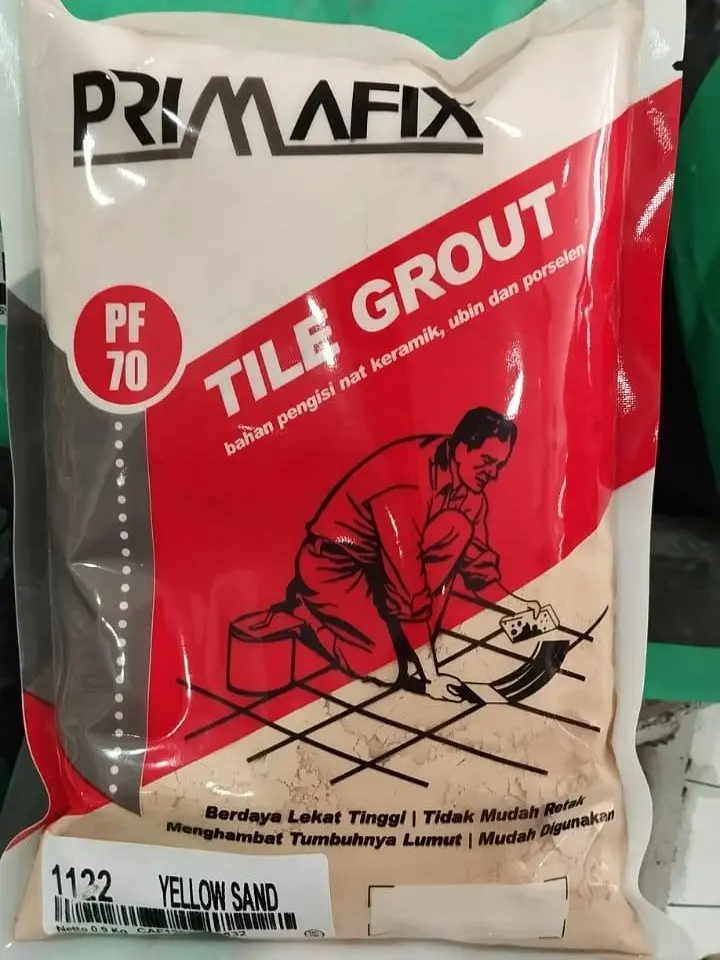 PRIMAFIX
TILE GROUT
bahan pengisi nat keramik, ubin dan porselen
PF
70
Berdaya Lekat Tinggi | Tidak Mudah Retak
Menghambat Tumbuhnya Lumut | Mudah Digunakan
1122 YELLOW SAND
Netto 0.9 Kg